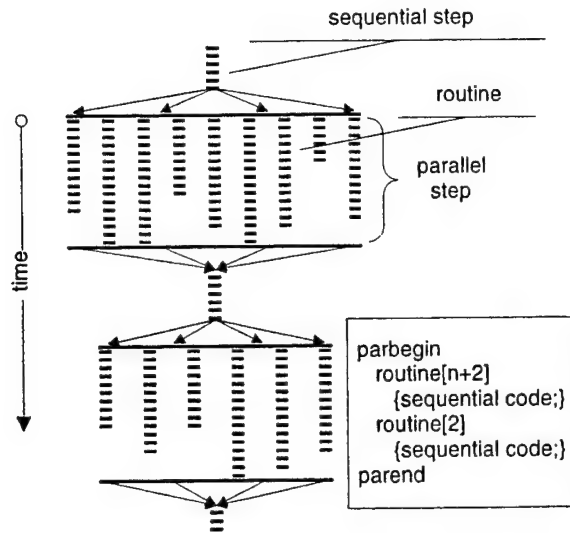 sequential step
routine
parallel
step
time
parbegin
routine[n+2]
{sequential code;}
routine[2]
{sequential code;}
parend